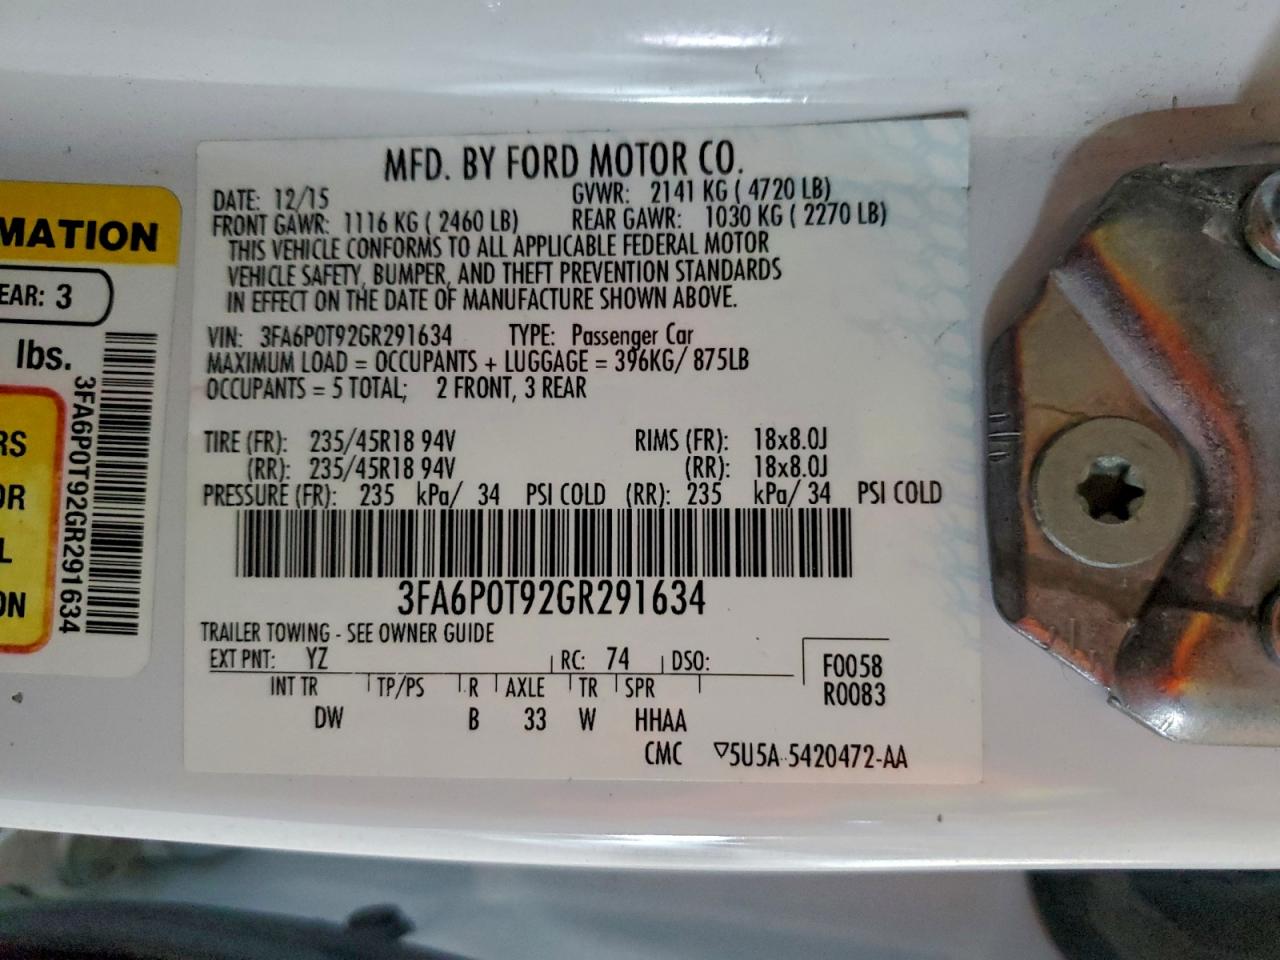 MFD. BY FORD MOTOR CO.
DATE: 12/15 GVWR: 2141 KG ( 4720 LB)
FRONT GAWR: 1116 KG ( 2460 LB) REAR GAWR: 1030 KG ( 2270 LB)
THIS VEHICLE CONFORMS TO ALL APPLICABLE FEDERAL MOTOR
VEHICLE SAFETY, BUMPER, AND THEFT PREVENTION STANDARDS
IN EFFECT ON THE DATE OF MANUFACTURE SHOWN ABOVE.
VIN: 3FA6P0T92GR291634 TYPE: Passenger Car
MAXIMUM LOAD = OCCUPANTS + LUGGAGE = 396KG/ 875LB
OCCUPANTS = 5 TOTAL; 2 FRONT, 3 REAR
TIRE (FR): 235/45R18 94V RIMS (FR): 18x8.0J
(RR): 235/45R18 94V (RR): 18x8.0J
PRESSURE (FR): 235 kPa/ 34 PSI COLD (RR): 235 kPa/ 34 PSI COLD
3FA6P0T92GR291634
TRAILER TOWING - SEE OWNER GUIDE
EXT PNT: YZ RC: 74 DSO:
F0058
R0083
INT TR TP/PS R AXLE TR SPR
DW B 33 W HHAA
CMC ▽5U5A-5420472-AA
MATION
EAR: 3
lbs.
RS
OR
L
ON
3FA6P0T92GR291634